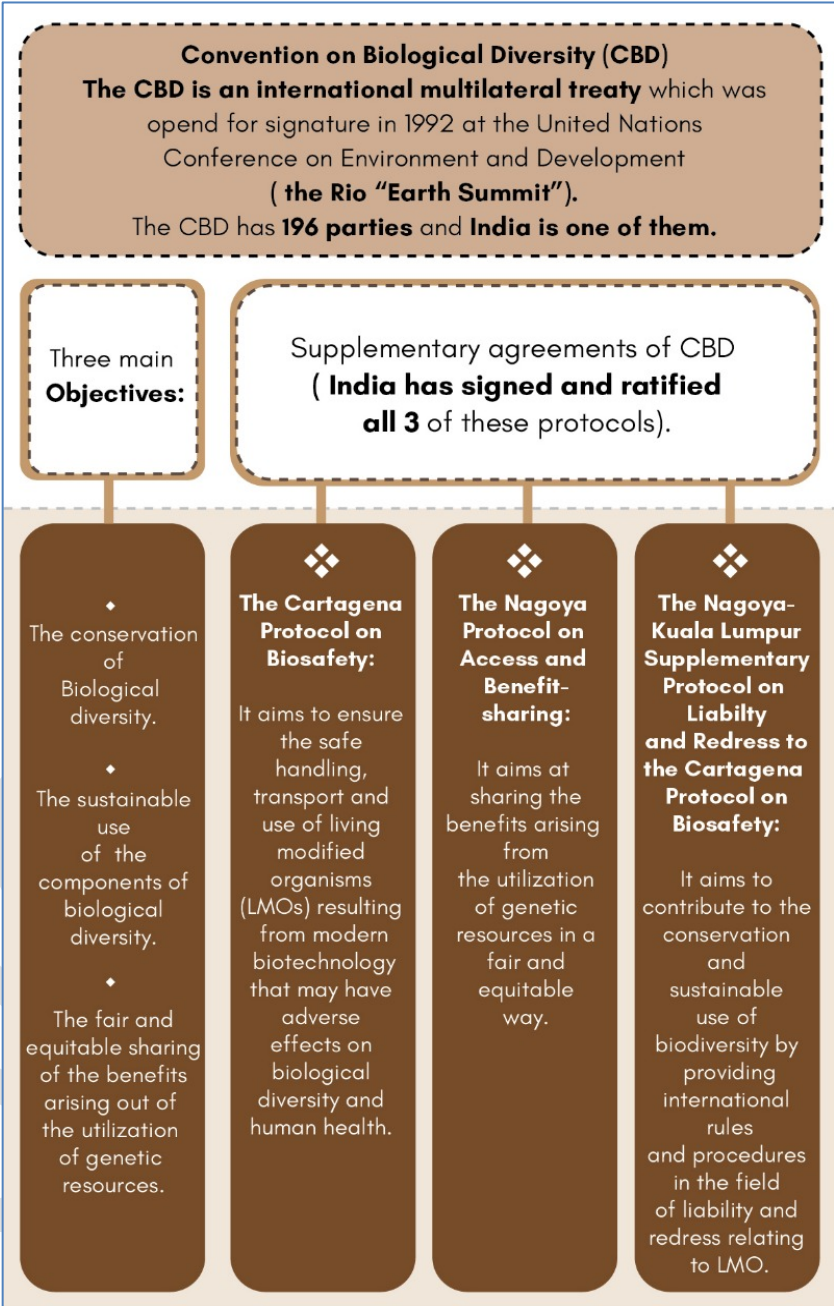 Convention on Biological Diversity (CBD)
The CBD is an international multilateral treaty which was
opend for signature in 1992 at the United Nations
Conference on Environment and Development
( the Rio “Earth Summit”).
The CBD has 196 parties and India is one of them.
Three main
Objectives:
Supplementary agreements of CBD
( India has signed and ratified
all 3 of these protocols).
The conservation
of
Biological
diversity.
The sustainable
use
of the
components of
biological
diversity.
The fair and
equitable sharing
of the benefits
arising out of
the utilization
of genetic
resources.
The Cartagena
Protocol on
Biosafety:
It aims to ensure
the safe
handling,
transport and
use of living
modified
organisms
(LMOs) resulting
from modern
biotechnology
that may have
adverse
effects on
biological
diversity and
human health.
The Nagoya
Protocol on
Access and
Benefit-
sharing:
It aims at
sharing the
benefits arising
from
the utilization
of genetic
resources in a
fair and
equitable
way.
The Nagoya-
Kuala Lumpur
Supplementary
Protocol on
Liabilty
and Redress to
the Cartagena
Protocol on
Biosafety:
It aims to
contribute to the
conservation
and
sustainable
use of
biodiversity by
providing
international
rules
and procedures
in the field
of liability and
redress relating
to LMO.